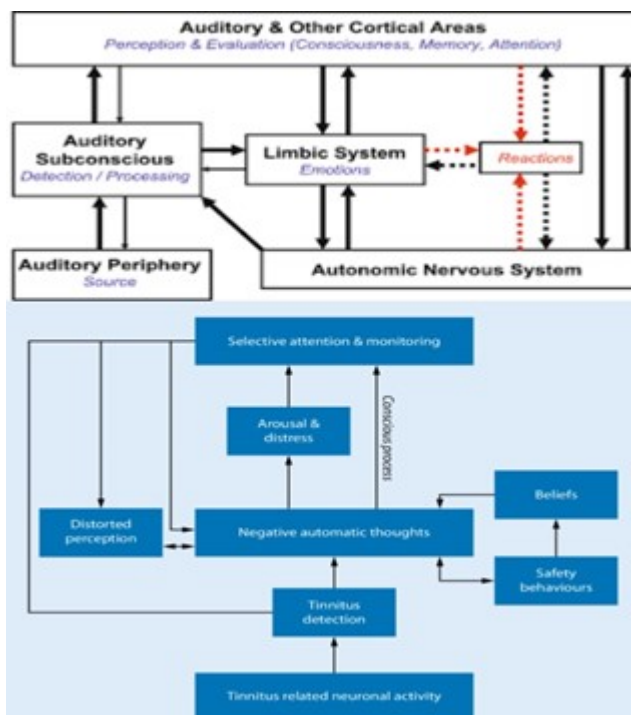 Auditory & Other Cortical Areas
Perception & Evaluation (Consciousness, Memory, Attention)
Auditory
Subconscious
Detection / Processing
Limbic System
Emotions
Reactions
Auditory Periphery
Source
Autonomic Nervous System
Selective attention & monitoring
Arousal &
distress
Conscious process
Beliefs
Distorted
perception
Negative automatic thoughts
Safety
behaviours
Tinnitus
detection
Tinnitus related neuronal activity